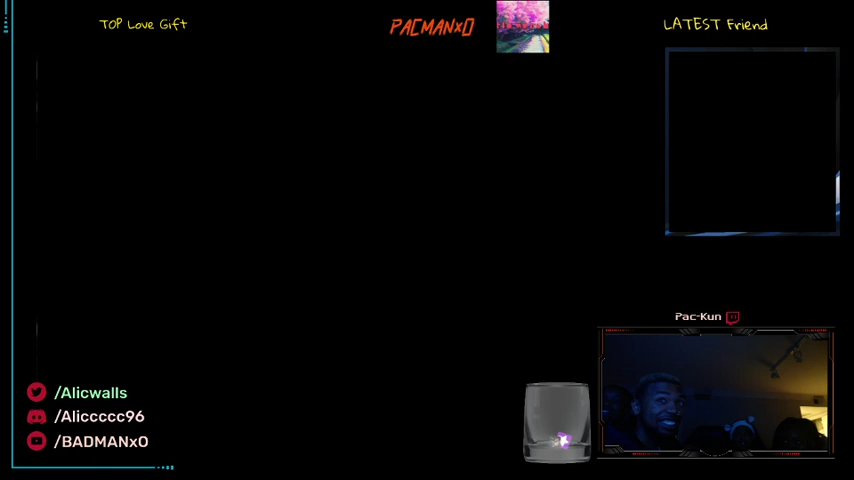 TOP Love Gift
PACMANxO
LATEST Friend
Pac-Kun
/Alicwalls
/Aliccccc96
/BADMANxO